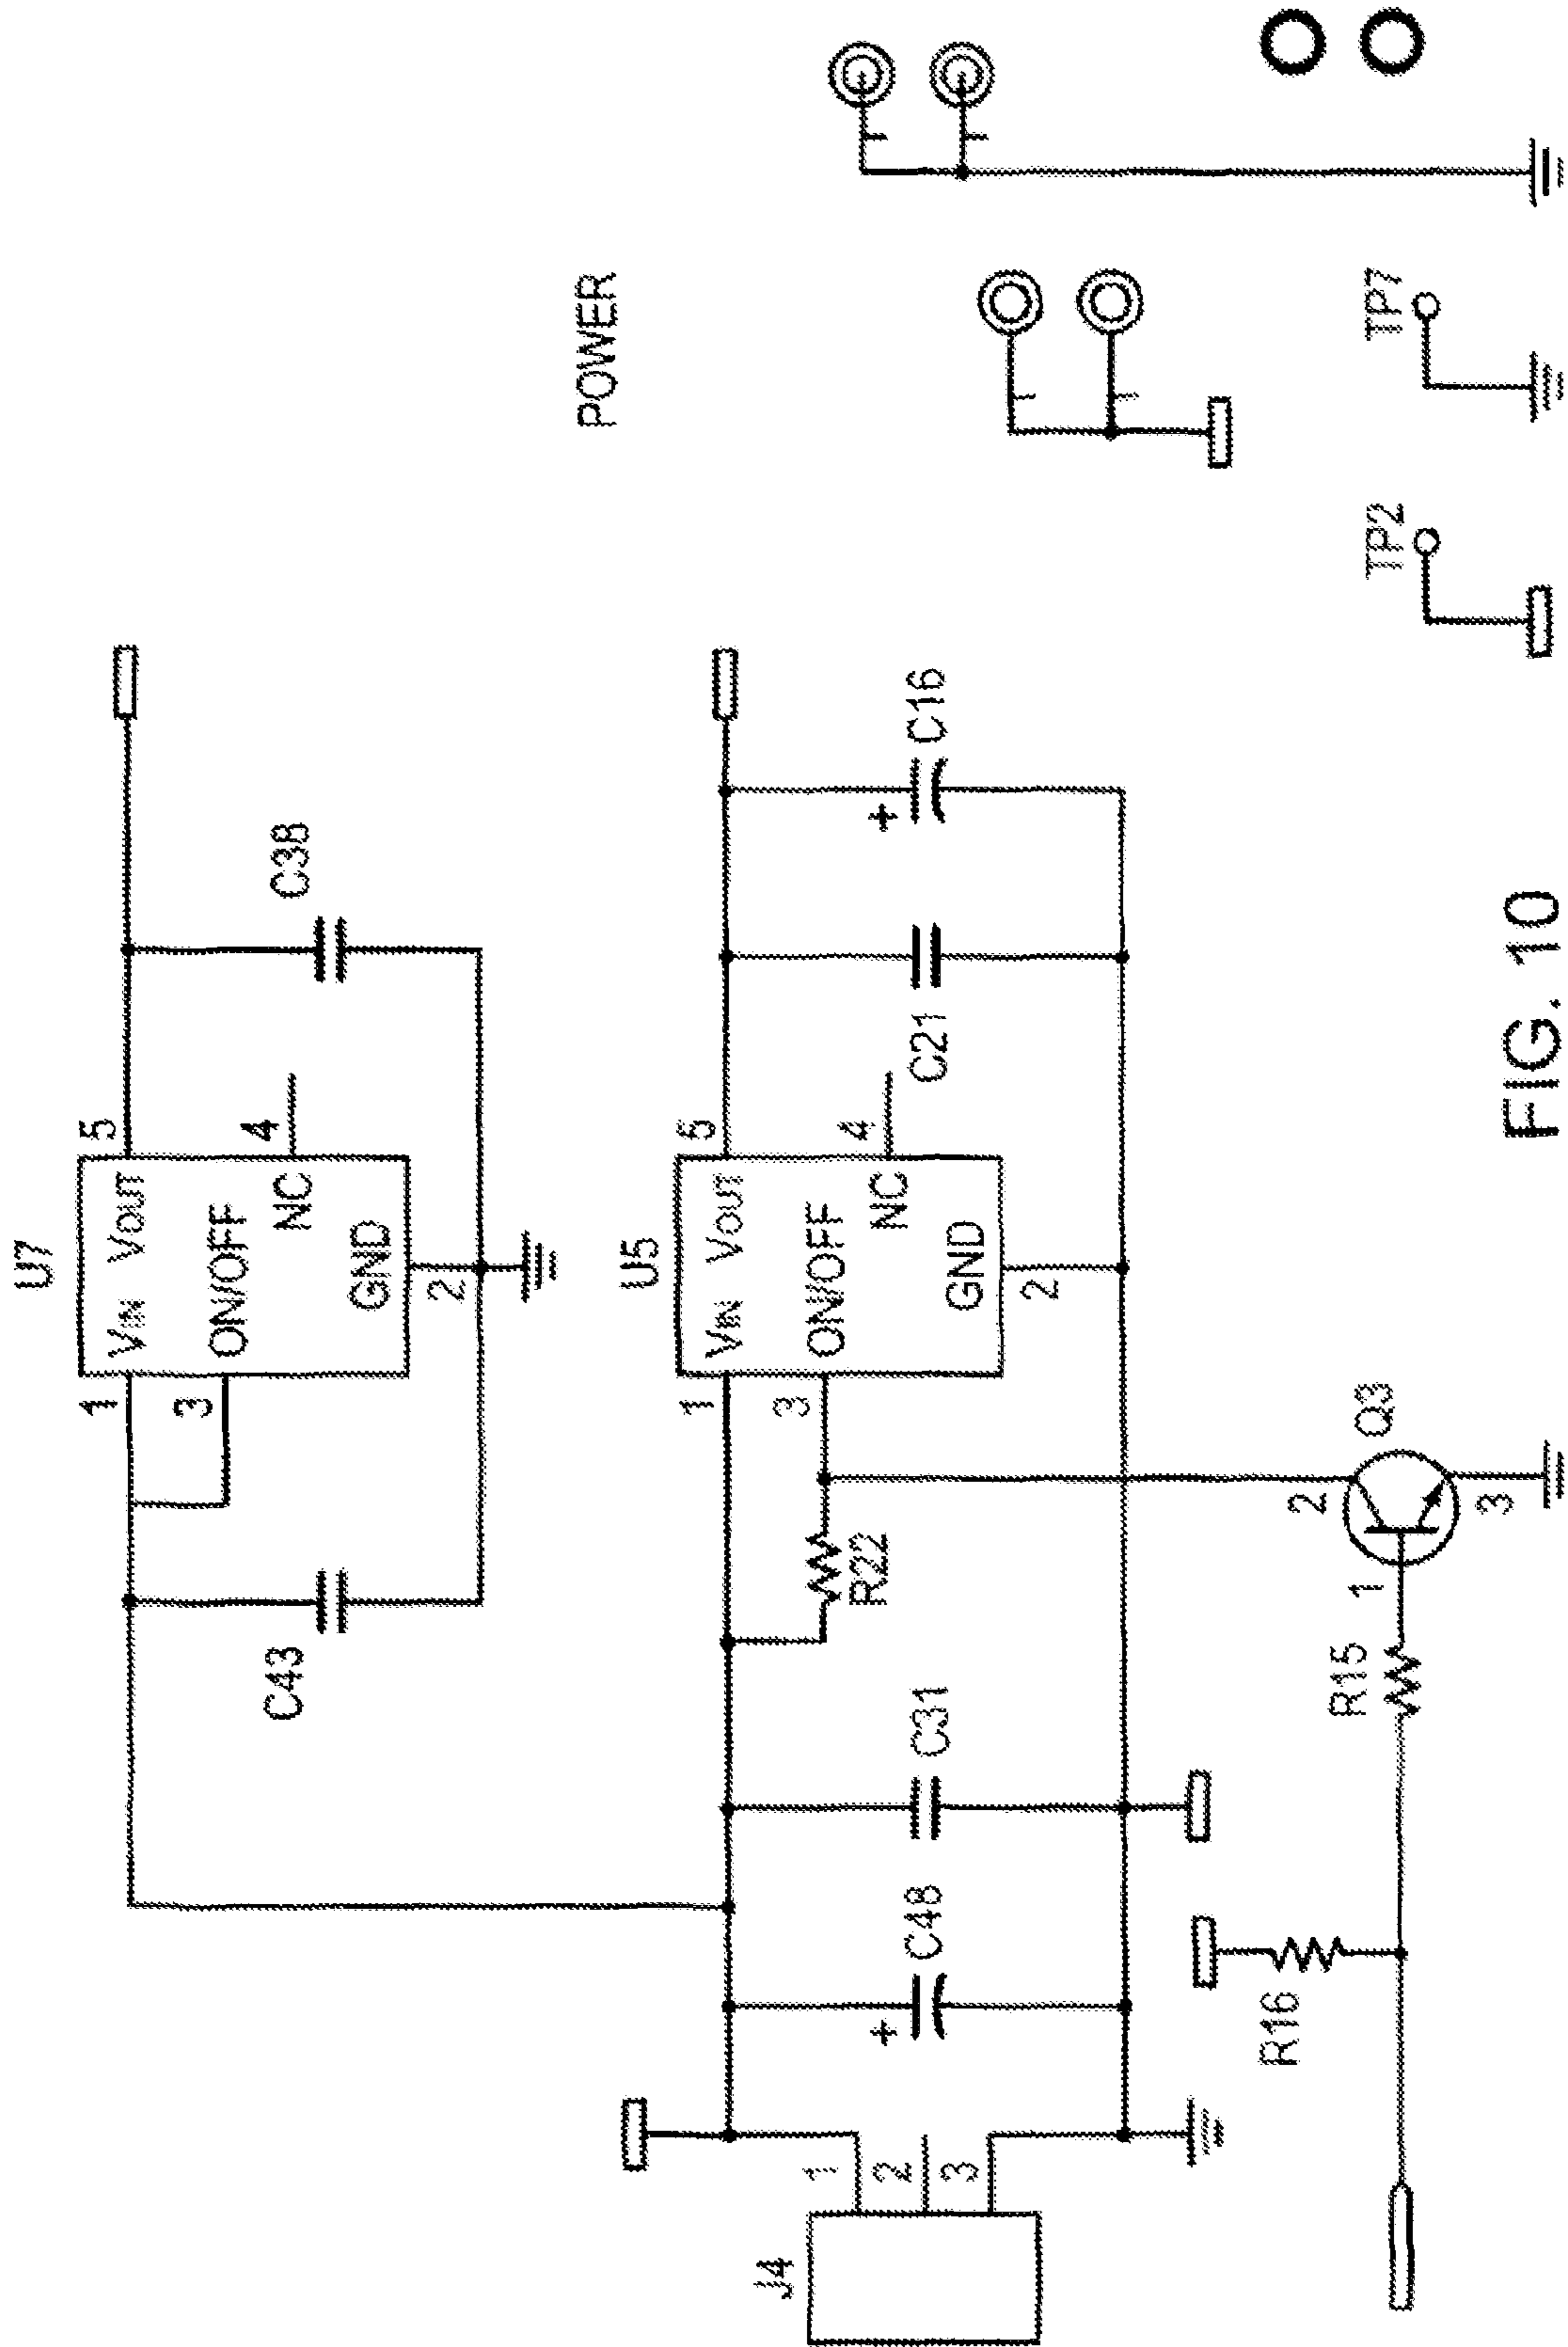 U7
1
VIN VOUT
5
3
ON/OFF
NC
4
GND
2
C43
C38
POWER
U5
1
VIN VOUT
5
3
ON/OFF
NC
4
GND
2
J4
1
2
3
+
C48
C31
R22
C21
+
C16
R16
R15
1
2
3
Q3
TP2
TP7
FIG. 10